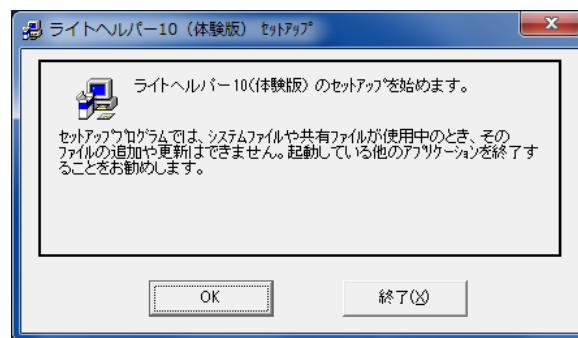 ライトヘルパー10（体験版） ｾｯﾄｱｯﾌﾟ
ライトヘルパー10(体験版) のｾｯﾄｱｯﾌﾟを始めます。
ｾｯﾄｱｯﾌﾟﾌﾟﾛｸﾞﾗﾑでは、ｼｽﾃﾑﾌｧｲﾙや共有ﾌｧｲﾙが使用中のとき、その
ﾌｧｲﾙの追加や更新はできません。起動している他のｱﾌﾟﾘｹｰｼｮﾝを終了す
ることをお勧めします。
OK
終了(X)